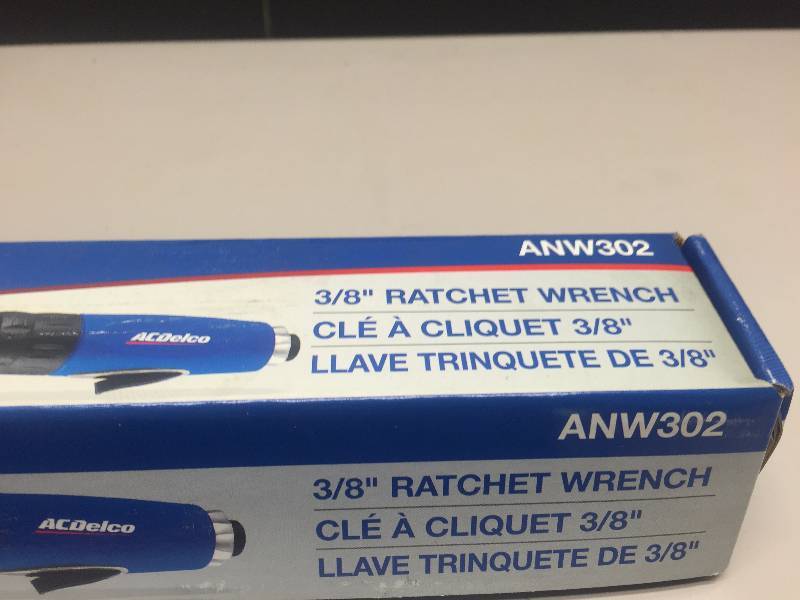 ANW302
3/8" RATCHET WRENCH
CLÉ À CLIQUET 3/8"
LLAVE TRINQUETE DE 3/8"
ACDelco
ANW302
3/8" RATCHET WRENCH
CLÉ À CLIQUET 3/8"
LLAVE TRINQUETE DE 3/8"
ACDelco